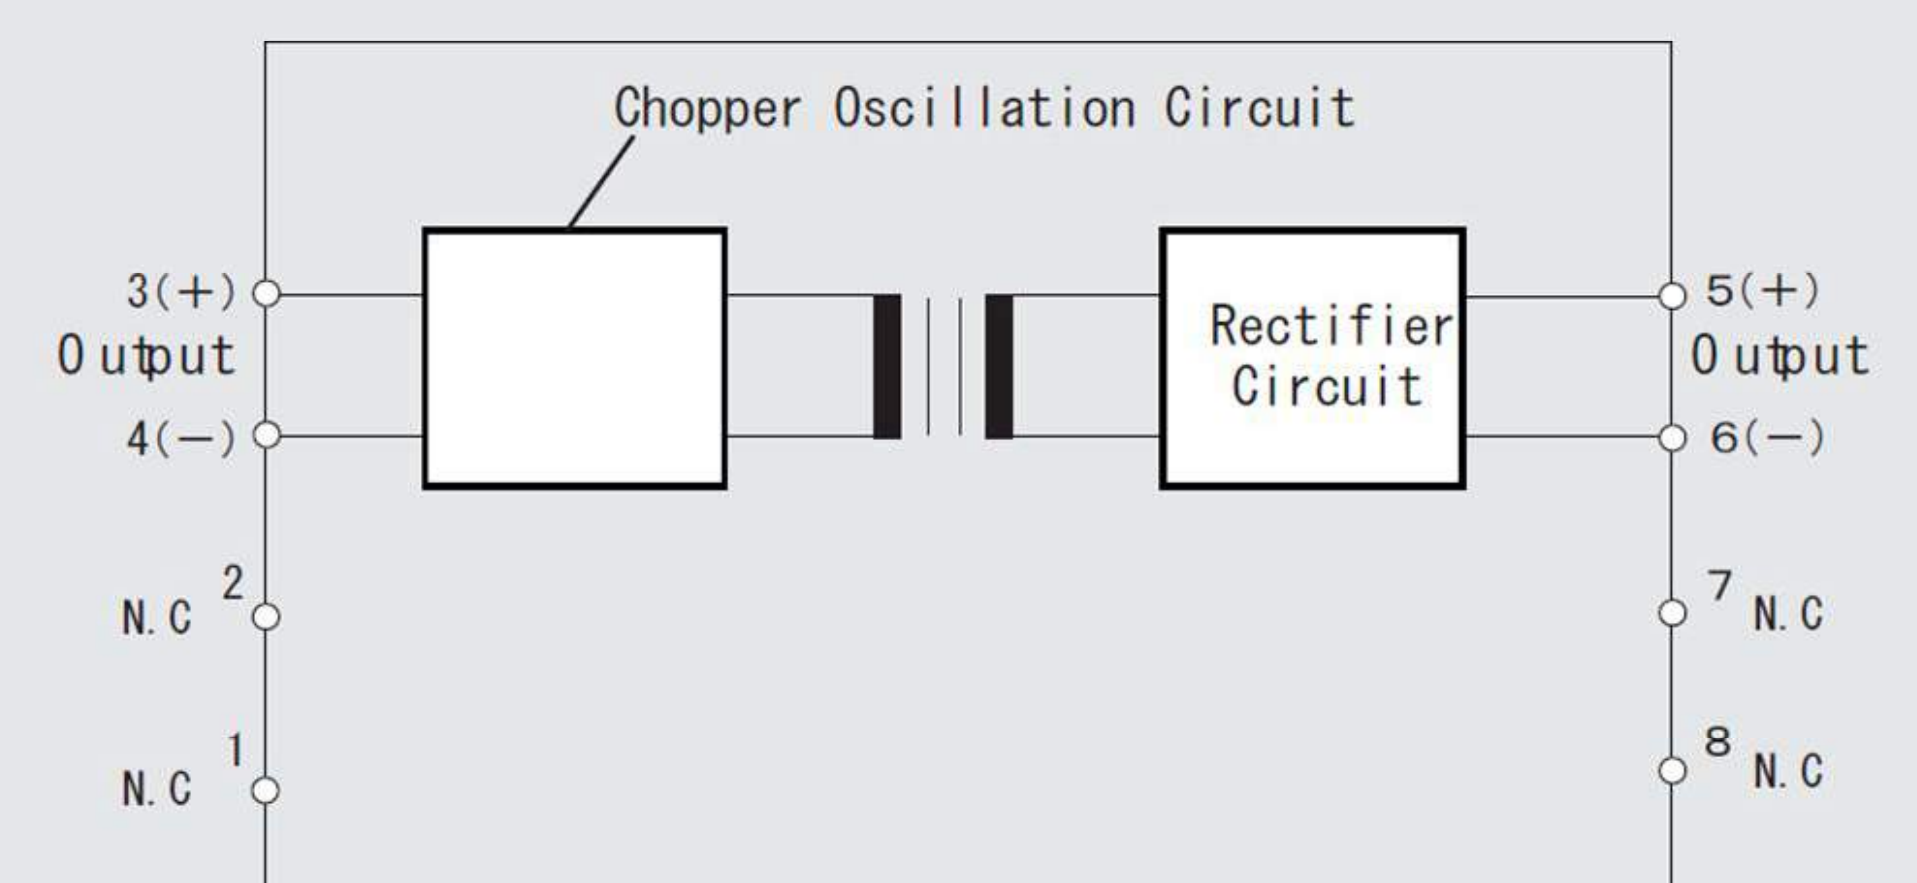 Chopper Oscillation Circuit
3(+)
Output
4(−)
Rectifier
Circuit
5(+)
Output
6(−)
2
N.C
1
N.C
7
N.C
8
N.C